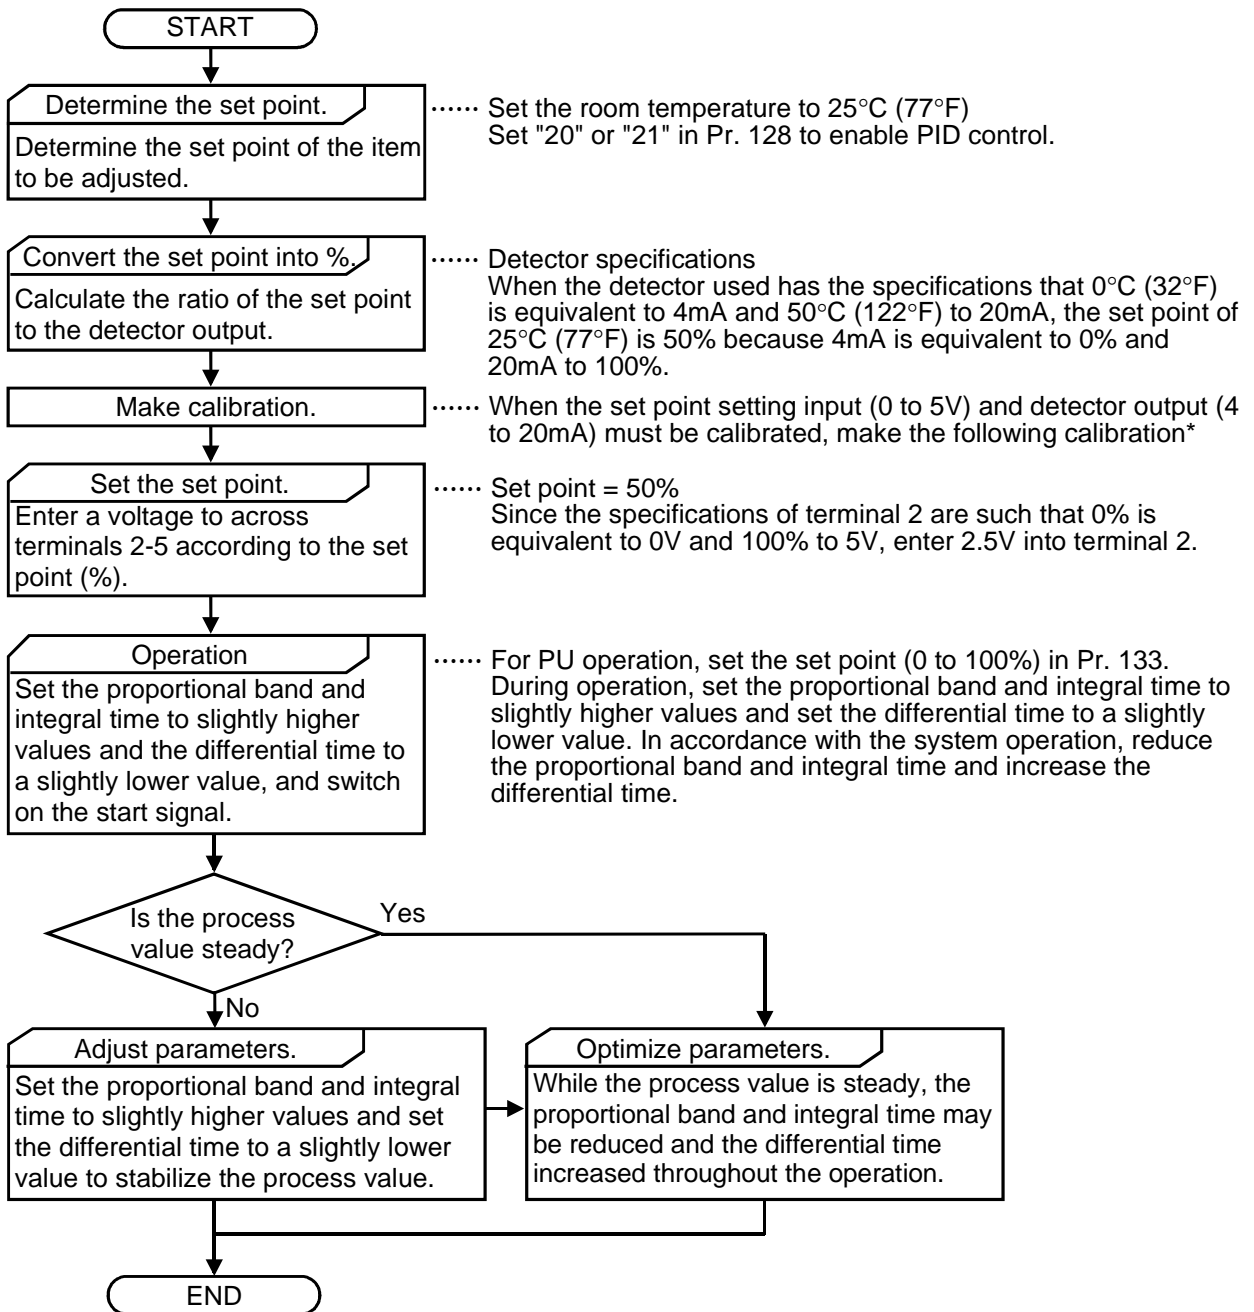 START
Determine the set point.
Determine the set point of the item
to be adjusted.
······ Set the room temperature to 25°C (77°F)
Set "20" or "21" in Pr. 128 to enable PID control.
Convert the set point into %.
Calculate the ratio of the set point
to the detector output.
······ Detector specifications
When the detector used has the specifications that 0°C (32°F)
is equivalent to 4mA and 50°C (122°F) to 20mA, the set point of
25°C (77°F) is 50% because 4mA is equivalent to 0% and
20mA to 100%.
Make calibration.
······ When the set point setting input (0 to 5V) and detector output (4
to 20mA) must be calibrated, make the following calibration*
Set the set point.
Enter a voltage to across
terminals 2-5 according to the set
point (%).
······ Set point = 50%
Since the specifications of terminal 2 are such that 0% is
equivalent to 0V and 100% to 5V, enter 2.5V into terminal 2.
Operation
Set the proportional band and
integral time to slightly higher
values and the differential time to
a slightly lower value, and switch
on the start signal.
······ For PU operation, set the set point (0 to 100%) in Pr. 133.
During operation, set the proportional band and integral time to
slightly higher values and set the differential time to a slightly
lower value. In accordance with the system operation, reduce
the proportional band and integral time and increase the
differential time.
Is the process
value steady?
Yes
No
Adjust parameters.
Set the proportional band and integral
time to slightly higher values and set
the differential time to a slightly lower
value to stabilize the process value.
Optimize parameters.
While the process value is steady, the
proportional band and integral time may
be reduced and the differential time
increased throughout the operation.
END